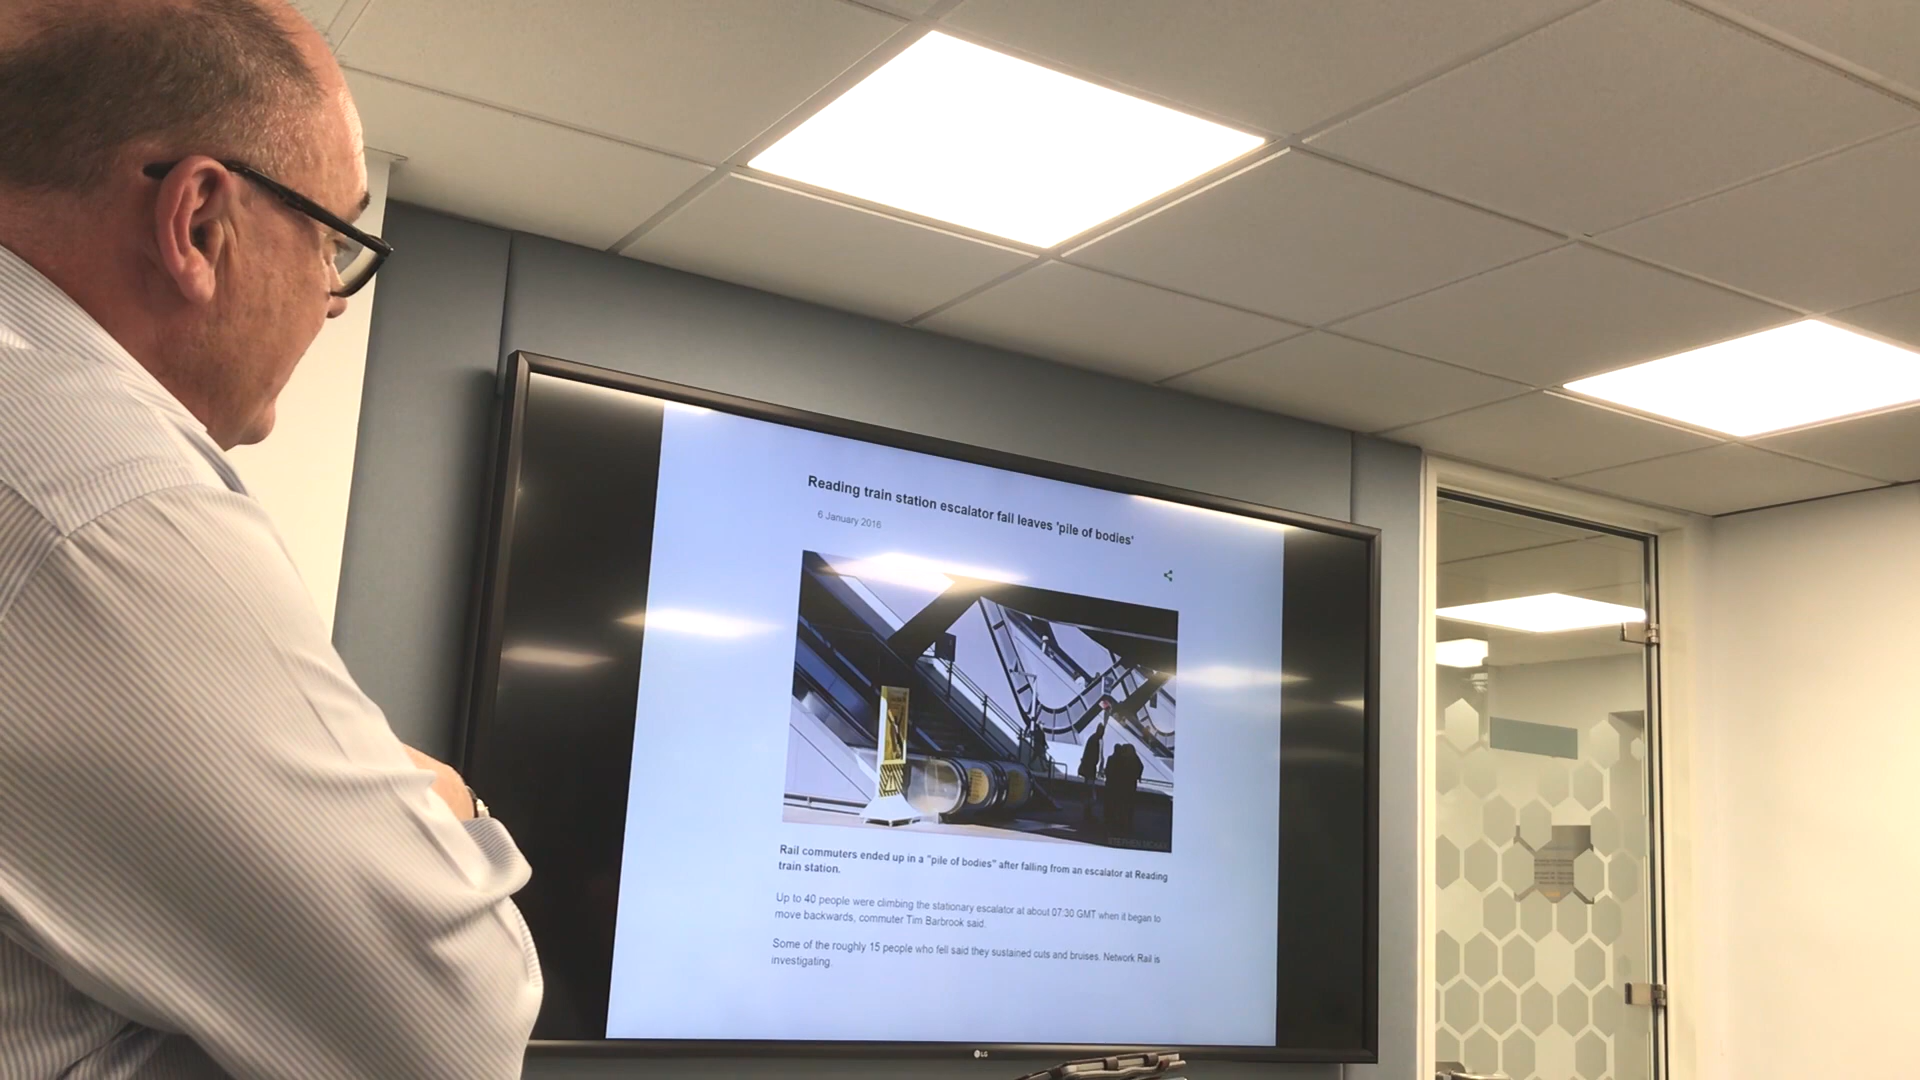 Reading train station escalator fall leaves 'pile of bodies'
6 January 2016
Rail commuters ended up in a "pile of bodies" after falling from an escalator at Reading
train station.
Up to 40 people were climbing the stationary escalator at about 07:30 GMT when it began to
move backwards, commuter Tim Barbrook said.
Some of the roughly 15 people who fell said they sustained cuts and bruises. Network Rail is
investigating.
LG